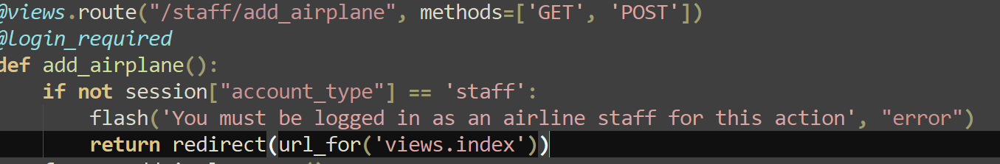 @views.route("/staff/add_airplane", methods=['GET', 'POST'])
@login_required
def add_airplane():
    if not session["account_type"] == 'staff':
        flash('You must be logged in as an airline staff for this action', "error")
        return redirect(url_for('views.index'))